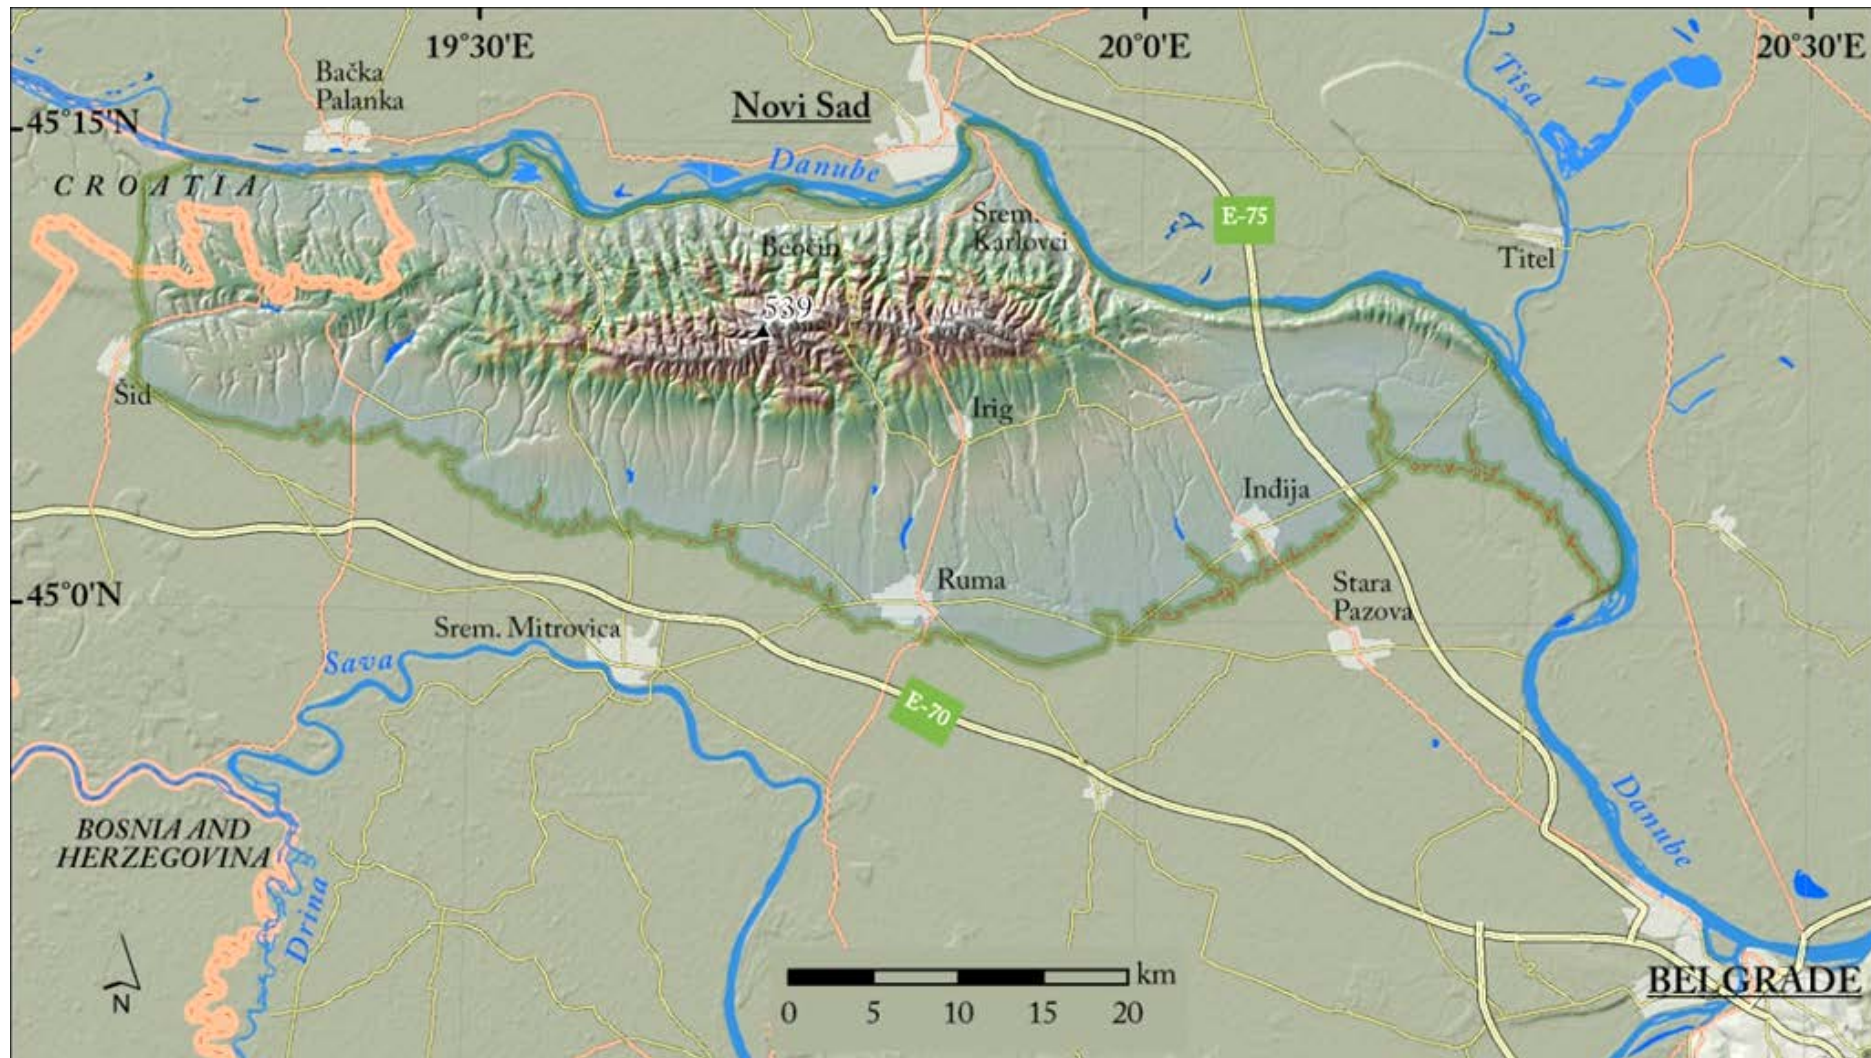 19°30'E
20°0'E
20°30'E
Bačka
Palanka
Novi Sad
Tisa
45°15'N
Danube
CROATIA
Srem.
Karlovci
E-75
Beočin
Titel
539
Šid
Irig
Inđija
45°0'N
Ruma
Stara
Pazova
Srem. Mitrovica
Sava
E-70
Danube
BOSNIA AND
HERZEGOVINA
Drina
N
km
0 5 10 15 20
BELGRADE